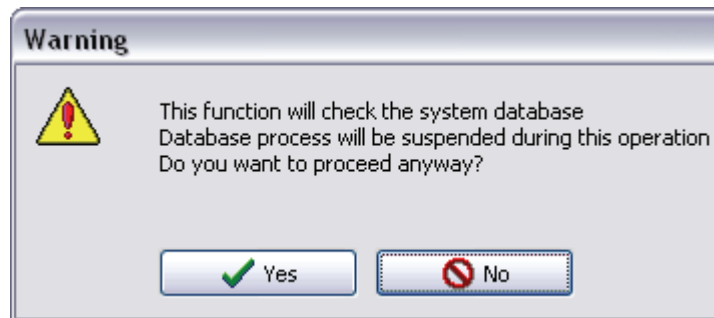 Warning
This function will check the system database
Database process will be suspended during this operation
Do you want to proceed anyway?
Yes
No